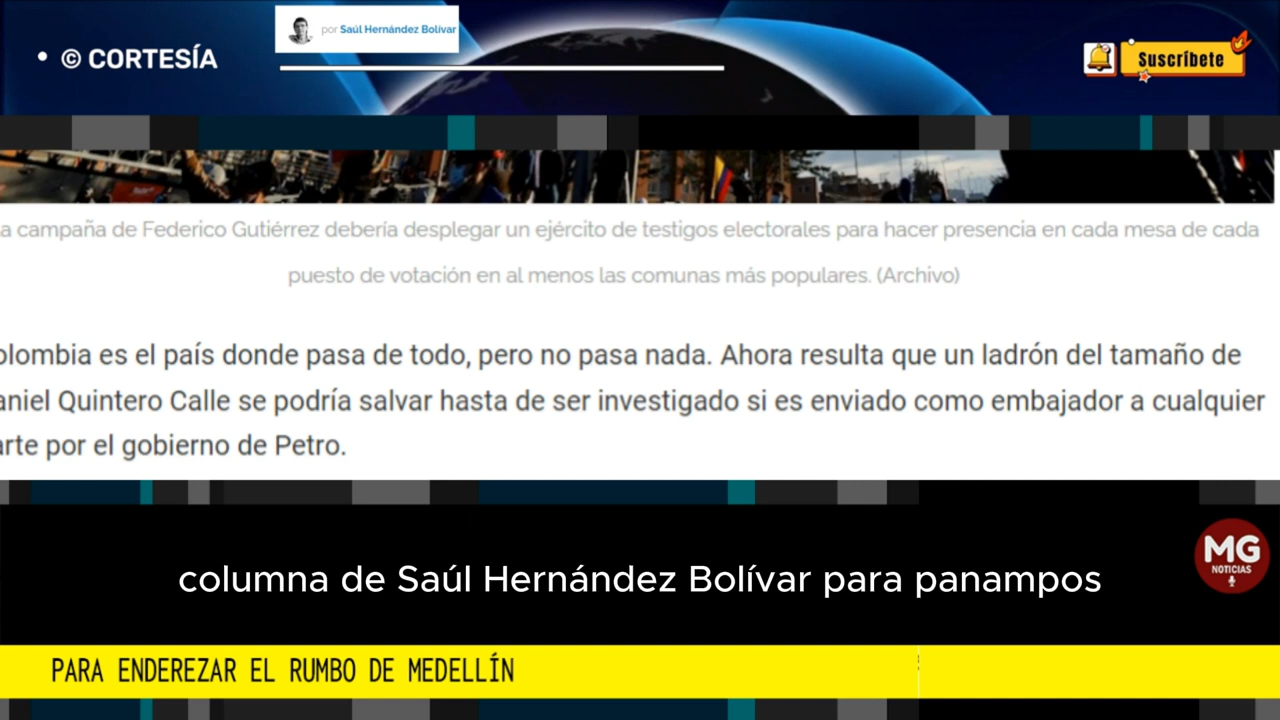 por Saúl Hernández Bolívar
• © CORTESÍA
Suscríbete
a campaña de Federico Gutiérrez debería desplegar un ejército de testigos electorales para hacer presencia en cada mesa de cada
puesto de votación en al menos las comunas más populares. (Archivo)
olombia es el país donde pasa de todo, pero no pasa nada. Ahora resulta que un ladrón del tamaño de
aniel Quintero Calle se podría salvar hasta de ser investigado si es enviado como embajador a cualquier
arte por el gobierno de Petro.
MG
NOTICIAS
columna de Saúl Hernández Bolívar para panampos
PARA ENDEREZAR EL RUMBO DE MEDELLÍN